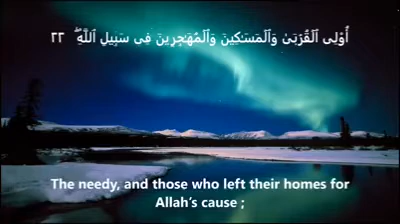 أُو۟لِى ٱلْقُرْبَىٰ وَٱلْمَسَـٰكِينَ وَٱلْمُهَـٰجِرِينَ فِى سَبِيلِ ٱللَّهِ ۖ ٢٢
The needy, and those who left their homes for
Allah's cause ;